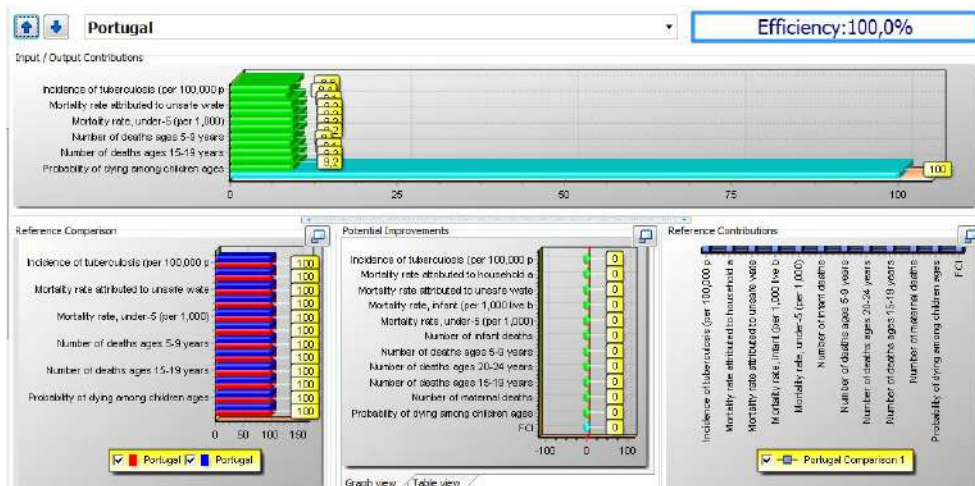 Portugal
Efficiency:100,0%
Input / Output Contributions
Incidence of tuberculosis (per 100,000 p
Mortality rate attributed to unsafe wate
Mortality rate, under-5 (per 1,000)
Number of deaths ages 5-9 years
Number of deaths ages 15-19 years
Probability of dying among children ages
9,2
100
0 25 50 75 100
Reference Comparison
Incidence of tuberculosis (per 100,000 p
Mortality rate attributed to unsafe wate
Mortality rate, under-5 (per 1,000)
Number of deaths ages 5-9 years
Number of deaths ages 15-19 years
Probability of dying among children ages
100
100
100
100
100
100
100
100
100
100
100
100
0 50 100 150
Portugal Portugal
Potential Improvements
Incidence of tuberculosis (per 100,000 p 0
Mortality rate attributed to household a 0
Mortality rate attributed to unsafe wate 0
Mortality rate, infant (per 1,000 live b 0
Mortality rate, under-5 (per 1,000) 0
Number of infant deaths 0
Number of deaths ages 5-9 years 0
Number of deaths ages 20-24 years 0
Number of deaths ages 15-19 years 0
Number of maternal deaths 0
Probability of dying among children ages 0
FCI 0
-100 0 100
Graph view / Table view
Reference Contributions
Incidence of tuberculosis (per 100,000 p
Mortality rate attributed to household a
Mortality rate attributed to unsafe wate
Mortality rate, infant (per 1,000 live b
Mortality rate, under-5 (per 1,000)
Number of infant deaths
Number of deaths ages 5-9 years
Number of deaths ages 20-24 years
Number of deaths ages 15-19 years
Number of maternal deaths
Probability of dying among children ages
FCI
Portugal Comparison 1